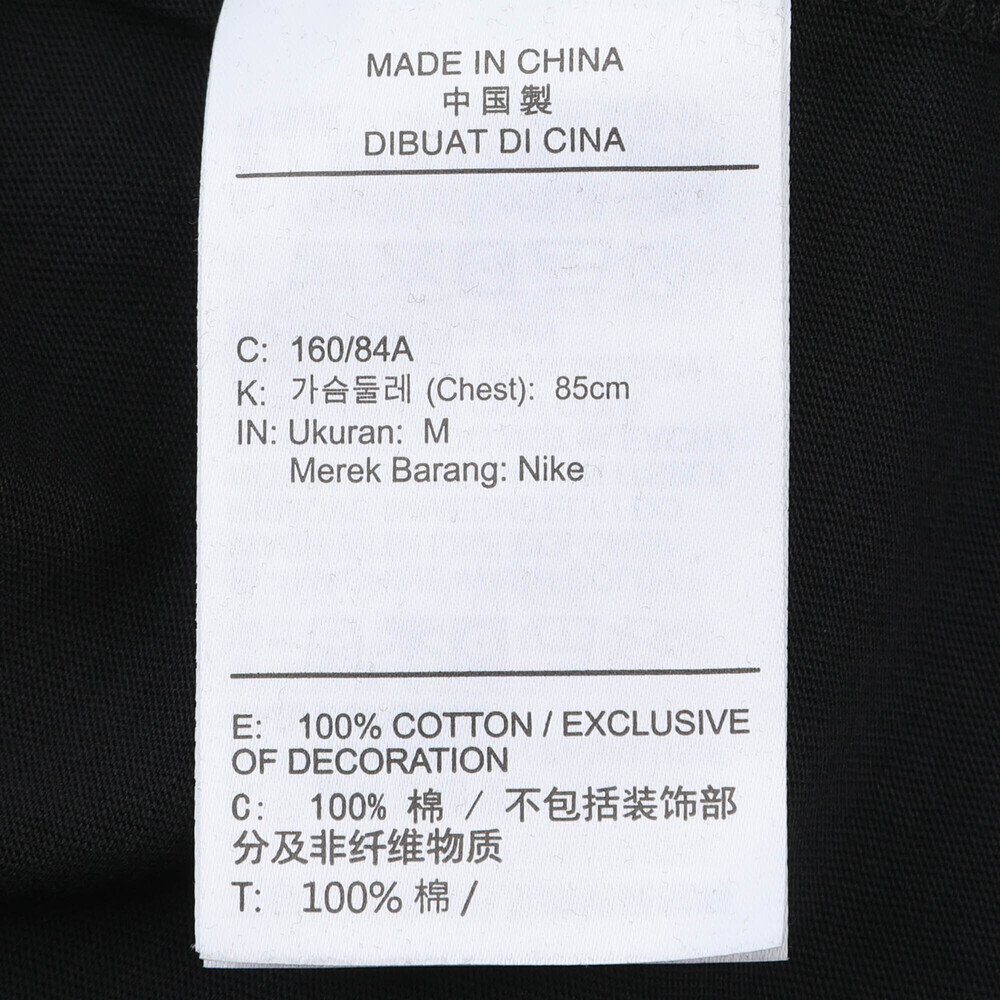 MADE IN CHINA
中国製
DIBUAT DI CINA
C: 160/84A
K: 가슴둘레 (Chest): 85cm
IN: Ukuran: M
Merek Barang: Nike
E: 100% COTTON / EXCLUSIVE
OF DECORATION
C: 100% 棉 / 不包括装饰部
分及非纤维物质
T: 100% 棉 /